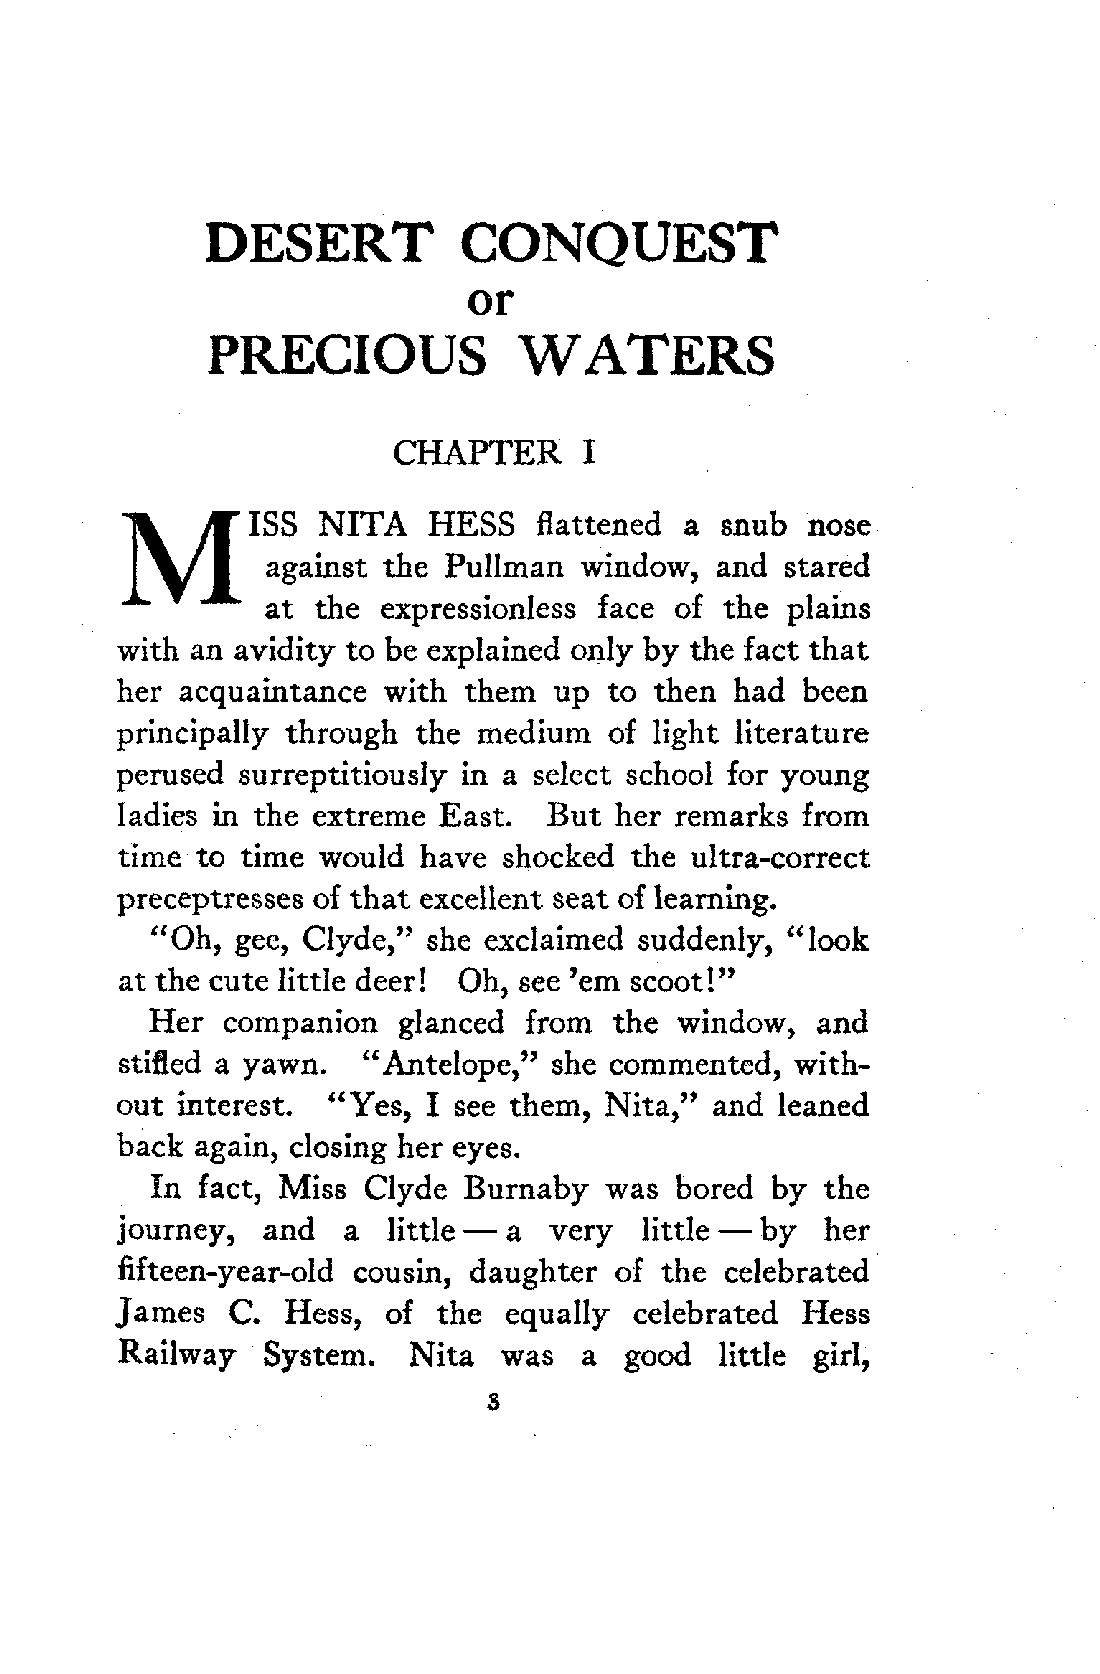 DESERT CONQUEST
or
PRECIOUS WATERS
CHAPTER I
MISS NITA HESS flattened a snub nose
against the Pullman window, and stared
at the expressionless face of the plains
with an avidity to be explained only by the fact that
her acquaintance with them up to then had been
principally through the medium of light literature
perused surreptitiously in a select school for young
ladies in the extreme East. But her remarks from
time to time would have shocked the ultra-correct
preceptresses of that excellent seat of learning.
"Oh, gee, Clyde," she exclaimed suddenly, "look
at the cute little deer! Oh, see 'em scoot!"
Her companion glanced from the window, and
stifled a yawn. "Antelope," she commented, with-
out interest. "Yes, I see them, Nita," and leaned
back again, closing her eyes.
In fact, Miss Clyde Burnaby was bored by the
journey, and a little — a very little — by her
fifteen-year-old cousin, daughter of the celebrated
James C. Hess, of the equally celebrated Hess
Railway System. Nita was a good little girl,
3